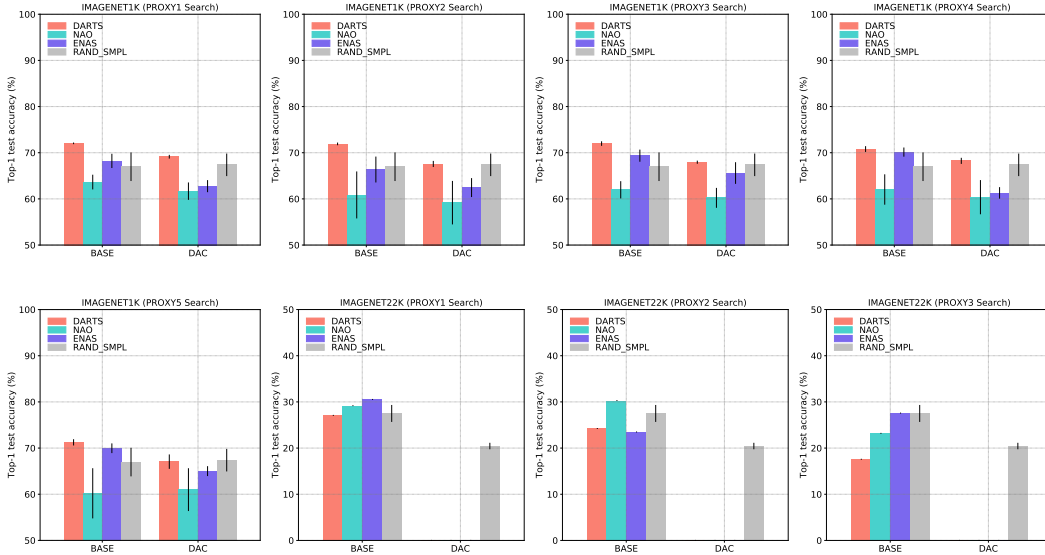 IMAGENET1K (PROXY1 Search)
Top-1 test accuracy (%)
100
90
80
70
60
50
DARTS
NAO
ENAS
RAND_SMPL
BASE
DAC
IMAGENET1K (PROXY2 Search)
Top-1 test accuracy (%)
100
90
80
70
60
50
DARTS
NAO
ENAS
RAND_SMPL
BASE
DAC
IMAGENET1K (PROXY3 Search)
Top-1 test accuracy (%)
100
90
80
70
60
50
DARTS
NAO
ENAS
RAND_SMPL
BASE
DAC
IMAGENET1K (PROXY4 Search)
Top-1 test accuracy (%)
100
90
80
70
60
50
DARTS
NAO
ENAS
RAND_SMPL
BASE
DAC
IMAGENET1K (PROXY5 Search)
Top-1 test accuracy (%)
100
90
80
70
60
50
DARTS
NAO
ENAS
RAND_SMPL
BASE
DAC
IMAGENET22K (PROXY1 Search)
Top-1 test accuracy (%)
50
40
30
20
10
0
DARTS
NAO
ENAS
RAND_SMPL
BASE
DAC
IMAGENET22K (PROXY2 Search)
Top-1 test accuracy (%)
50
40
30
20
10
0
DARTS
NAO
ENAS
RAND_SMPL
BASE
DAC
IMAGENET22K (PROXY3 Search)
Top-1 test accuracy (%)
50
40
30
20
10
0
DARTS
NAO
ENAS
RAND_SMPL
BASE
DAC